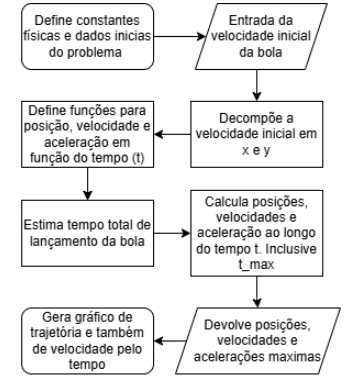 Define constantes
físicas e dados inicias
do problema
Entrada da
velocidade inicial
da bola
Decompõe a
velocidade inicial em
x e y
Define funções para
posição, velocidade e
aceleração em
função do tempo (t)
Estima tempo total de
lançamento da bola
Calcula posições,
velocidades e
aceleração ao longo
do tempo t. Inclusive
t_max
Devolve posições,
velocidades e
acelerações maximas
Gera gráfico de
trajetória e também
de velocidade pelo
tempo